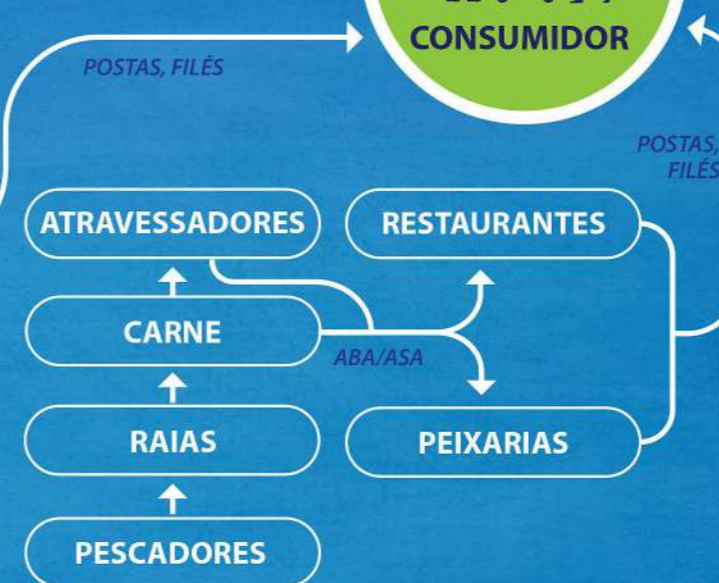 CONSUMIDOR
POSTAS, FILÉS
POSTAS,
FILÉS
ATRAVESSADORES
RESTAURANTES
CARNE
ABA/ASA
RAIAS
PEIXARIAS
PESCADORES